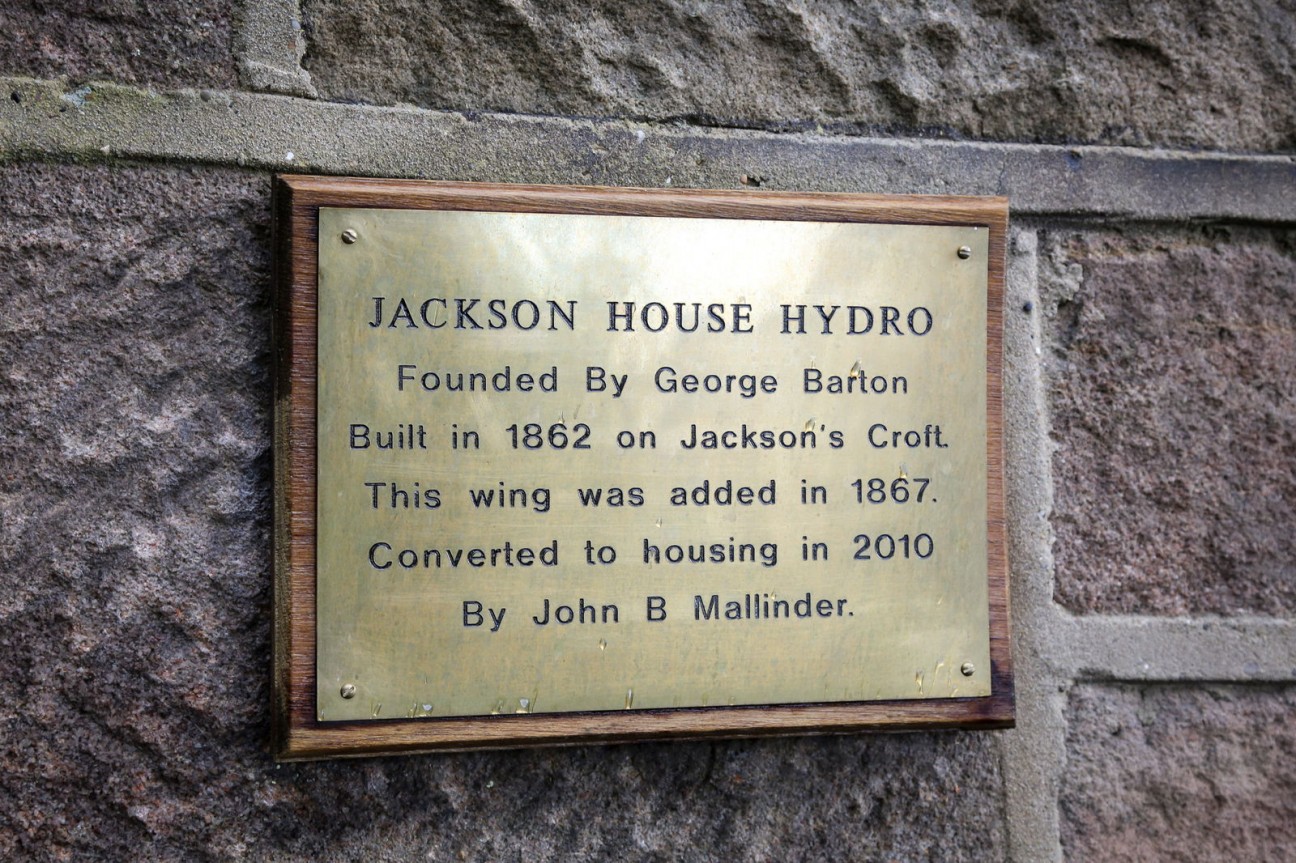 JACKSON HOUSE HYDRO
Founded By George Barton
Built in 1862 on Jackson's Croft.
This wing was added in 1867.
Converted to housing in 2010
By John B Mallinder.